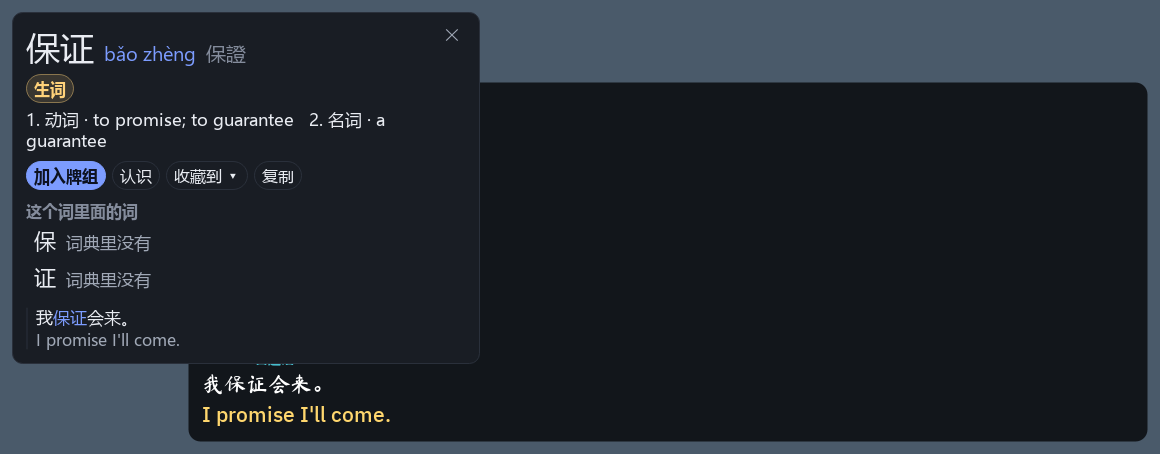 保证 bǎo zhèng 保證
生词
1. 动词 · to promise; to guarantee 2. 名词 · a
guarantee
加入牌组 认识 收藏到 ▾ 复制
这个词里面的词
保 词典里没有
证 词典里没有
我保证会来。
I promise I'll come.
我保证会来。
I promise I'll come.